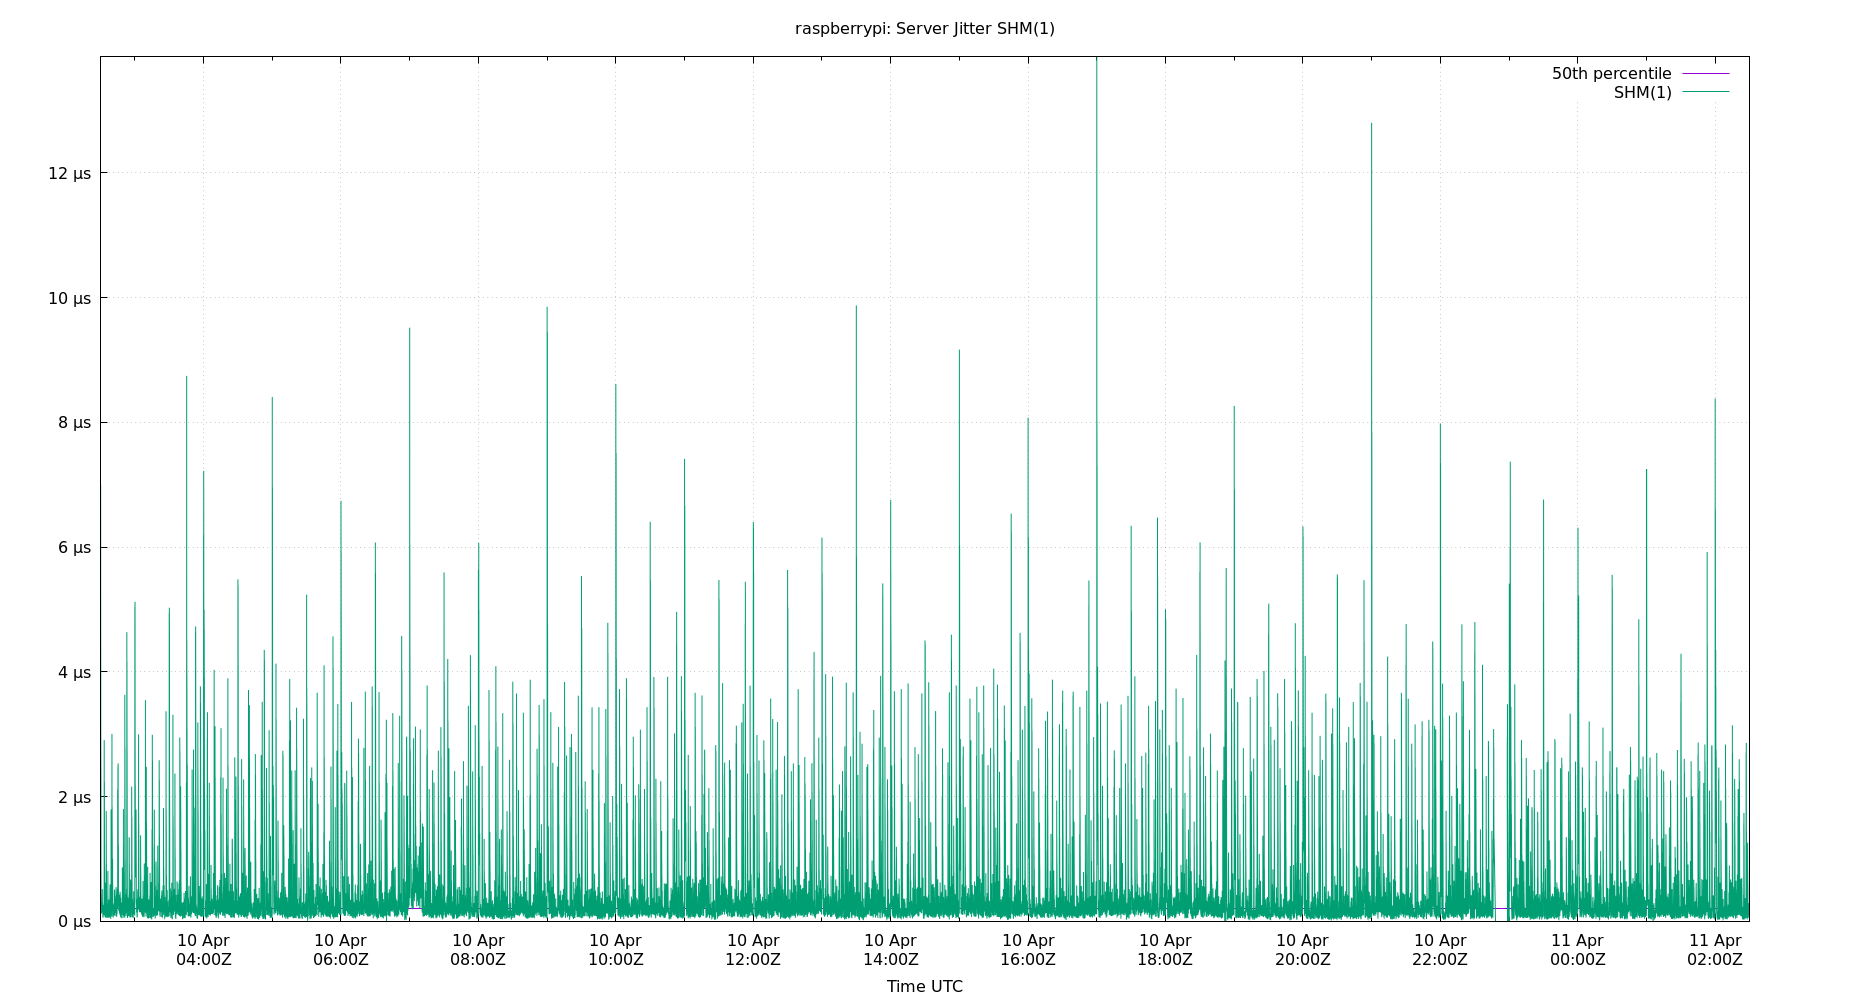 raspberrypi: Server Jitter SHM(1)
50th percentile
SHM(1)
12 µs
10 µs
8 µs
6 µs
4 µs
2 µs
0 µs
10 Apr 10 Apr 10 Apr 10 Apr 10 Apr 10 Apr 10 Apr 10 Apr 10 Apr 10 Apr 11 Apr 11 Apr
04:00Z 06:00Z 08:00Z 10:00Z 12:00Z 14:00Z 16:00Z 18:00Z 20:00Z 22:00Z 00:00Z 02:00Z
Time UTC